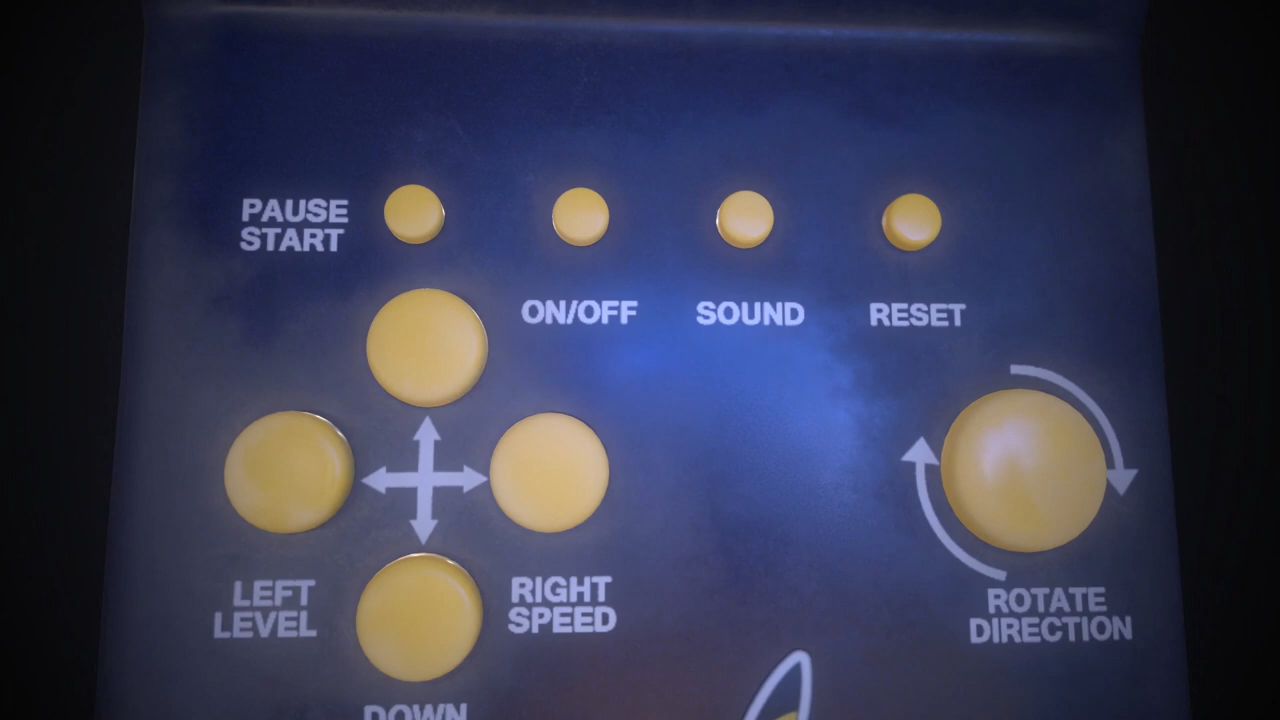 PAUSE
START
ON/OFF
SOUND
RESET
LEFT
LEVEL
RIGHT
SPEED
ROTATE
DIRECTION
DOWN